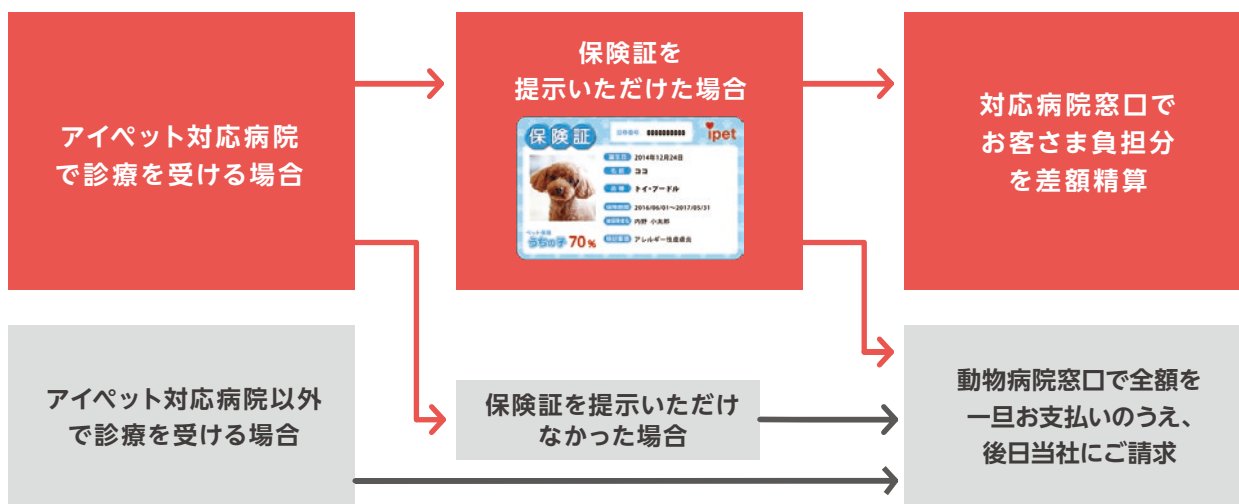 アイペット対応病院
で診療を受ける場合
保険証を
提示いただけた場合
保険証
ipet
2014年12月24日
ココ
トイ・プードル
2016/06/01～2017/05/31
内野 小太郎
うちの子 70%
アレルギー性皮膚炎
対応病院窓口で
お客さま負担分
を差額精算
アイペット対応病院以外
で診療を受ける場合
保険証を提示いただけ
なかった場合
動物病院窓口で全額を
一旦お支払いのうえ、
後日当社にご請求